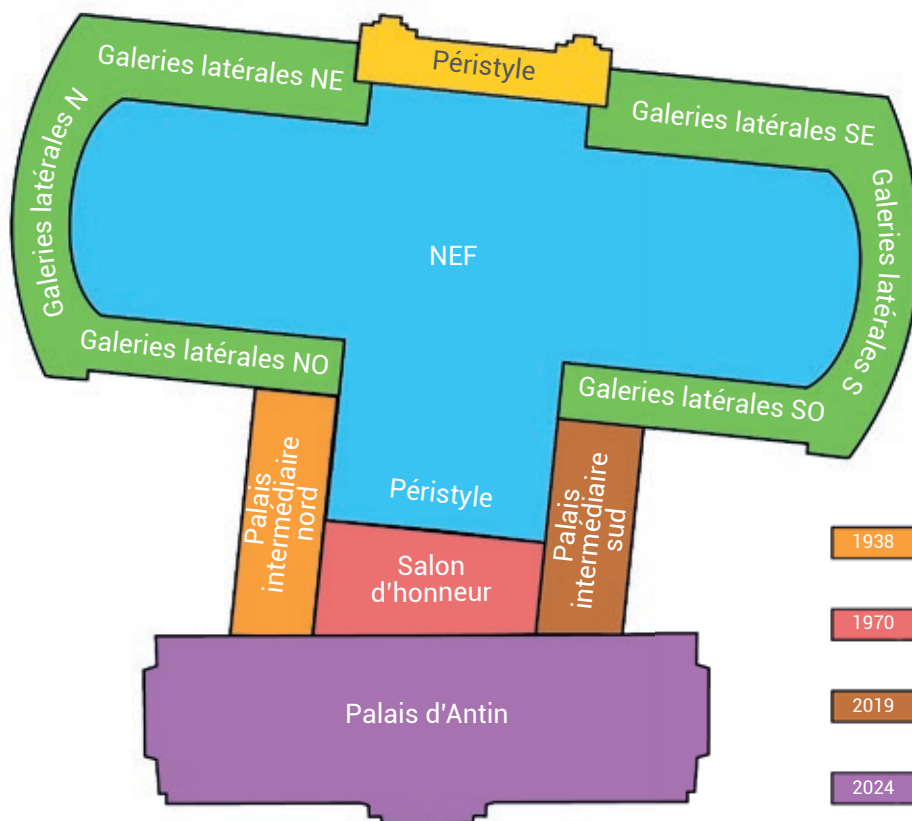 Galeries latérales NE
Péristyle
Galeries latérales SE
Galeries latérales N
NEF
Galeries latérales S
Galeries latérales NO
Galeries latérales SO
Palais
intermédiaire
nord
Péristyle
Palais
intermédiaire
sud
Salon
d'honneur
Palais d'Antin
1938
1970
2019
2024